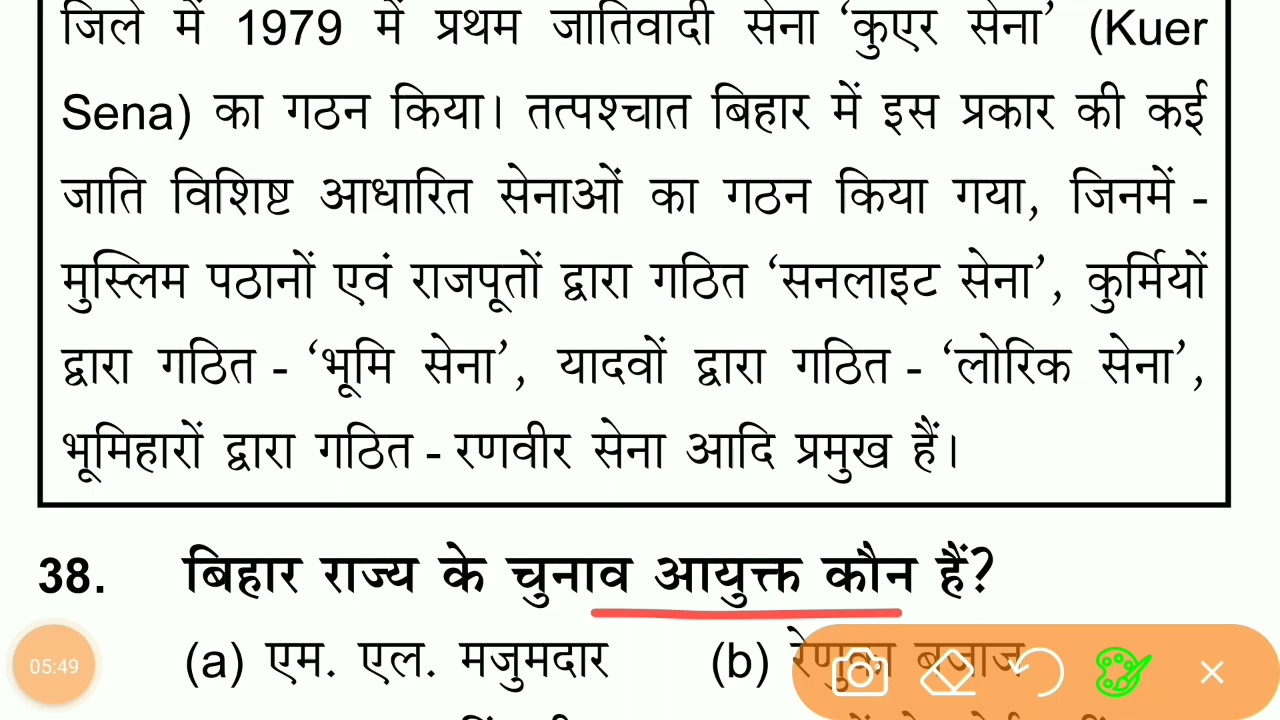 जिले में 1979 में प्रथम जातिवादी सेना ‘कुएर सेना’ (Kuer
Sena) का गठन किया। तत्पश्चात बिहार में इस प्रकार की कई
जाति विशिष्ट आधारित सेनाओं का गठन किया गया, जिनमें -
मुस्लिम पठानों एवं राजपूतों द्वारा गठित ‘सनलाइट सेना’, कुर्मियों
द्वारा गठित - ‘भूमि सेना’, यादवों द्वारा गठित - ‘लोरिक सेना’,
भूमिहारों द्वारा गठित - रणवीर सेना आदि प्रमुख हैं।
38. बिहार राज्य के चुनाव आयुक्त कौन हैं?
(a) एम. एल. मजुमदार (b) रेणुका बजाज
05:49